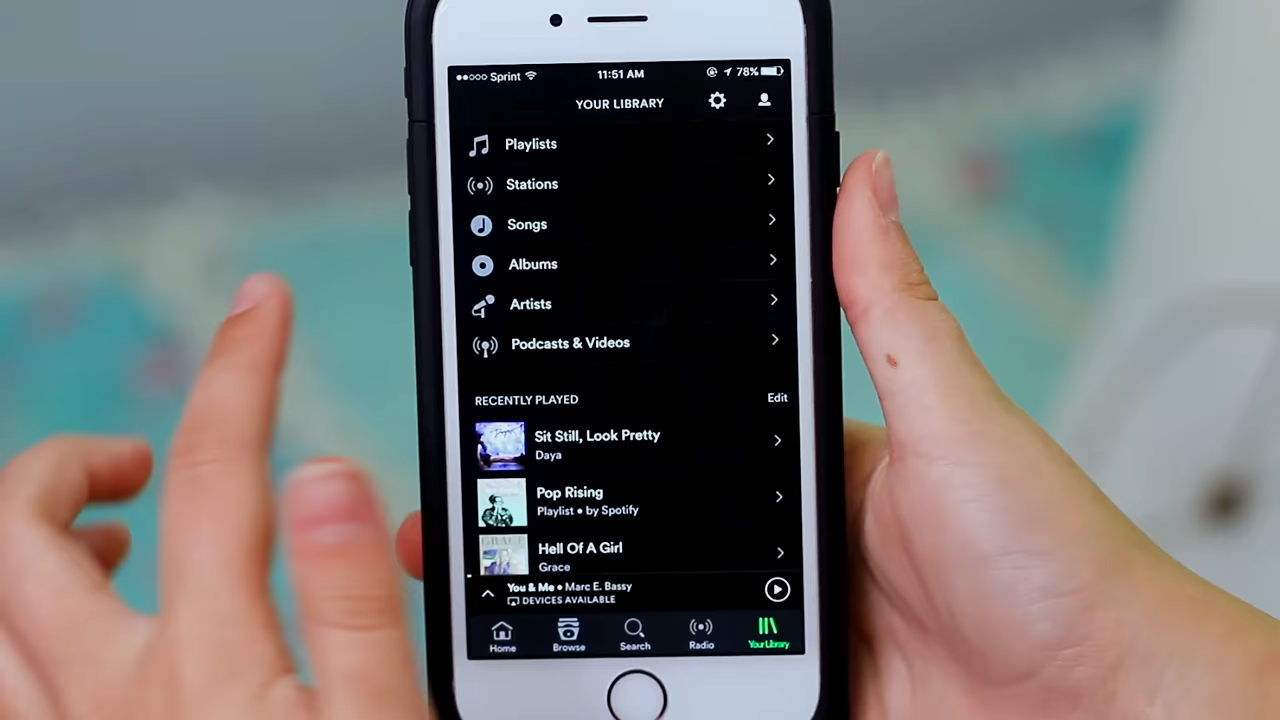 Sprint 11:51 AM 78%
YOUR LIBRARY
Playlists
Stations
Songs
Albums
Artists
Podcasts & Videos
RECENTLY PLAYED Edit
Sit Still, Look Pretty
Daya
Pop Rising
Playlist • by Spotify
Hell Of A Girl
Grace
You & Me • Marc E. Bassy
DEVICES AVAILABLE
Home Browse Search Radio Your Library